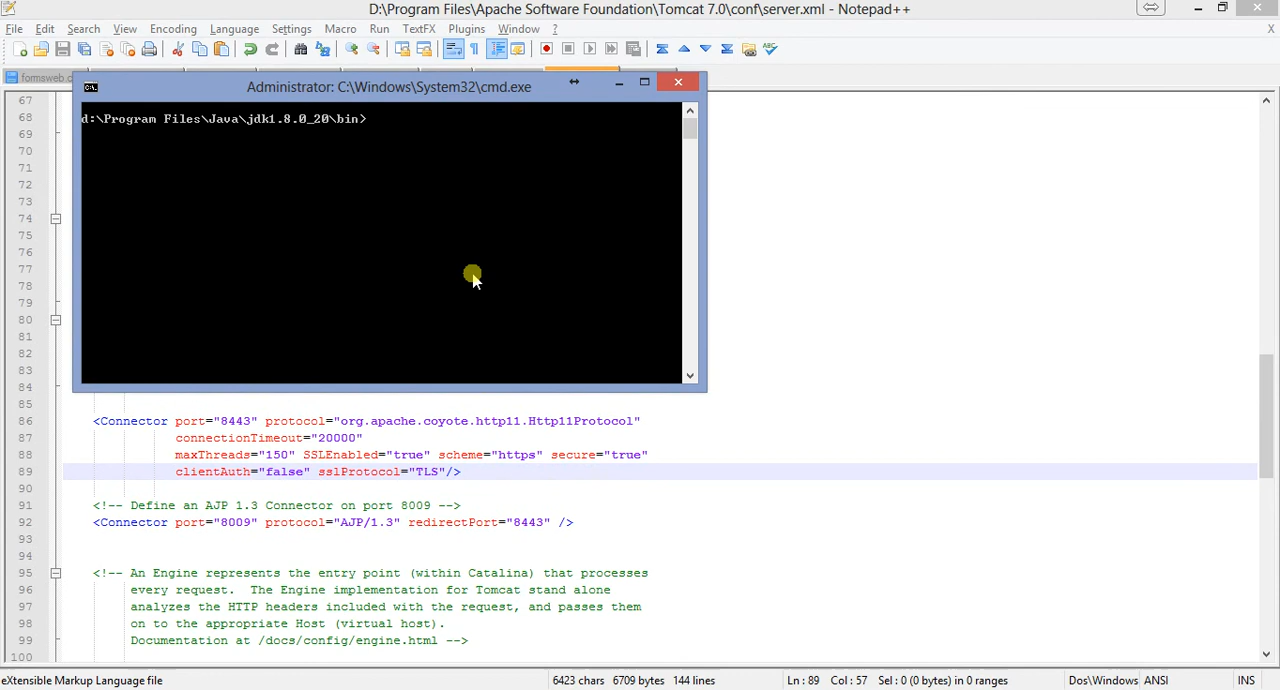 D:\Program Files\Apache Software Foundation\Tomcat 7.0\conf\server.xml - Notepad++
File Edit Search View Encoding Language Settings Macro Run TextFX Plugins Window ? X
formsweb.c
Administrator: C:\Windows\System32\cmd.exe
d:\Program Files\Java\jdk1.8.0_20\bin>
67
68
69
70
71
72
73
74
75
76
77
78
79
80
81
82
83
84
85
86 <Connector port="8443" protocol="org.apache.coyote.http11.Http11Protocol"
87 connectionTimeout="20000"
88 maxThreads="150" SSLEnabled="true" scheme="https" secure="true"
89 clientAuth="false" sslProtocol="TLS"/>
90
91 <!-- Define an AJP 1.3 Connector on port 8009 -->
92 <Connector port="8009" protocol="AJP/1.3" redirectPort="8443" />
93
94
95 <!-- An Engine represents the entry point (within Catalina) that processes
96 every request.  The Engine implementation for Tomcat stand alone
97 analyzes the HTTP headers included with the request, and passes them
98 on to the appropriate Host (virtual host).
99 Documentation at /docs/config/engine.html -->
100
eXtensible Markup Language file 6423 chars 6709 bytes 144 lines Ln : 89 Col : 57 Sel : 0 (0 bytes) in 0 ranges Dos\Windows ANSI INS